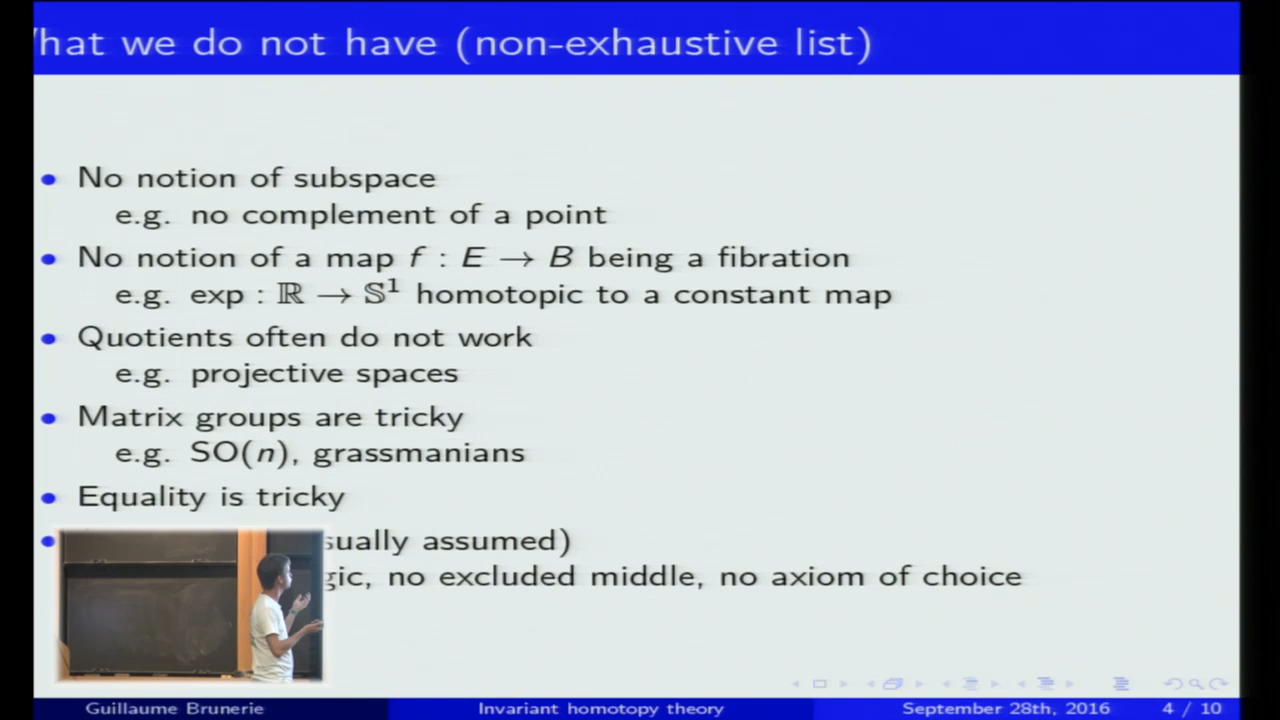 hat we do not have (non-exhaustive list)
• No notion of subspace
e.g. no complement of a point
• No notion of a map f : E → B being a fibration
e.g. exp : ℝ → 𝕊¹ homotopic to a constant map
• Quotients often do not work
e.g. projective spaces
• Matrix groups are tricky
e.g. SO(n), grassmanians
• Equality is tricky
• sually assumed)
gic, no excluded middle, no axiom of choice
Guillaume Brunerie Invariant homotopy theory September 28th, 2016 4 / 10